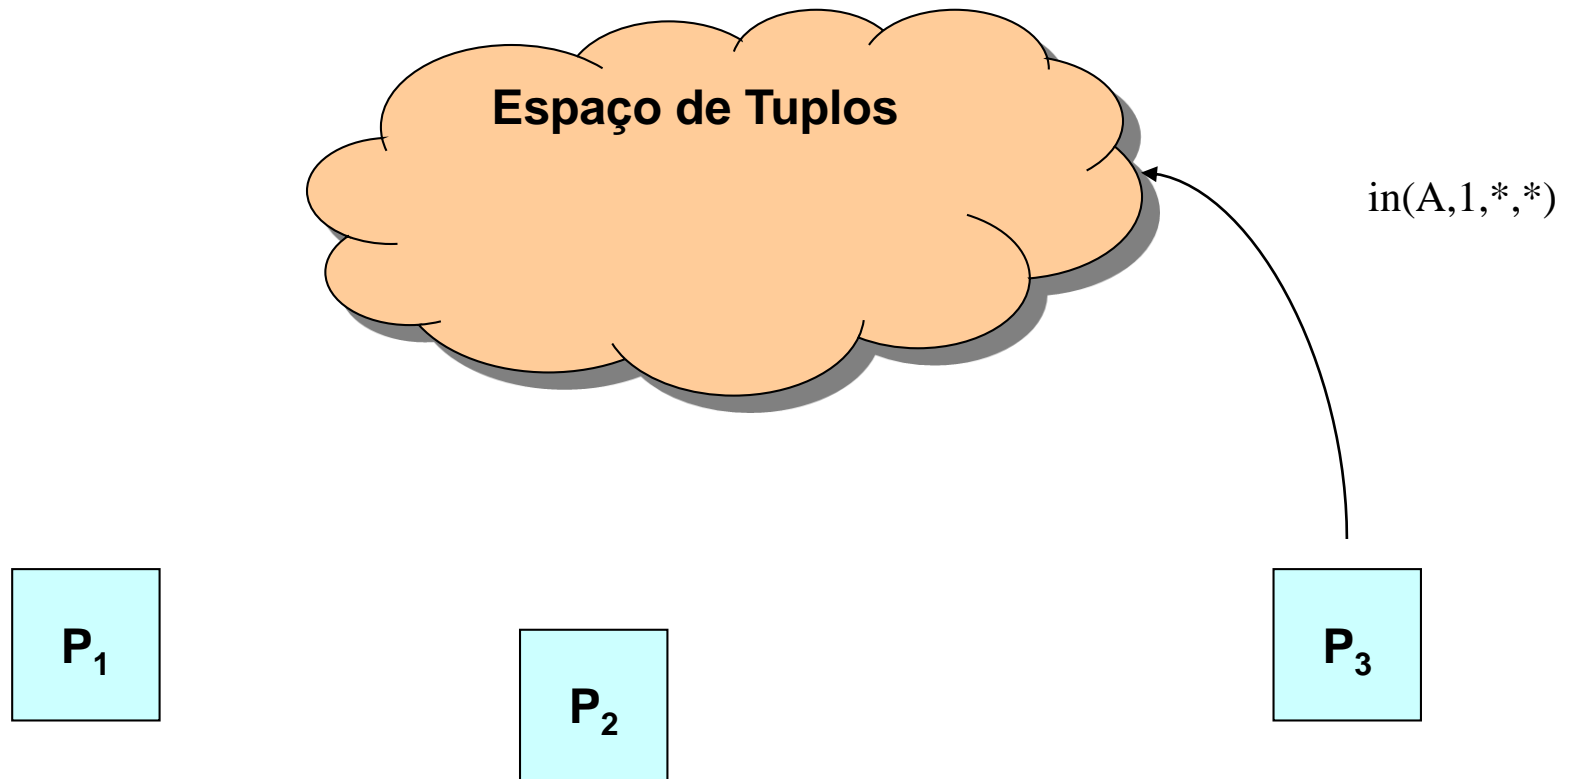 Espaço de Tuplos
in(A,1,*,*)
P₁
P₂
P₃